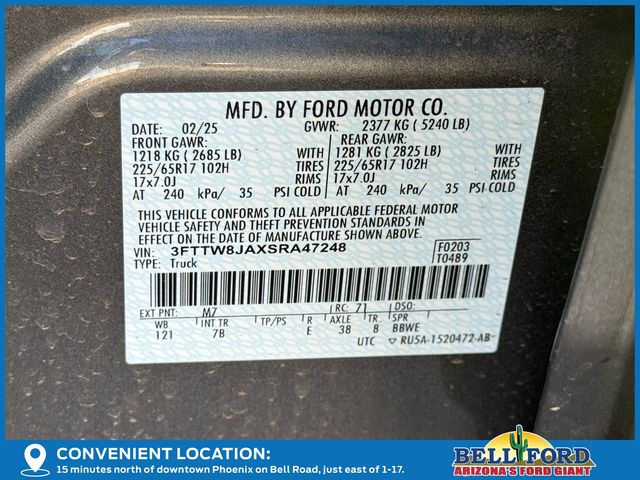 MFD. BY FORD MOTOR CO.
DATE: 02/25 GVWR: 2377 KG ( 5240 LB)
FRONT GAWR: REAR GAWR:
1218 KG ( 2685 LB) WITH 1281 KG ( 2825 LB) WITH
225/65R17 102H TIRES 225/65R17 102H TIRES
17x7.0J RIMS 17x7.0J RIMS
AT 240 kPa/ 35 PSI COLD AT 240 kPa/ 35 PSI COLD
THIS VEHICLE CONFORMS TO ALL APPLICABLE FEDERAL MOTOR
VEHICLE SAFETY AND THEFT PREVENTION STANDARDS IN
EFFECT ON THE DATE OF MANUFACTURE SHOWN ABOVE.
VIN: 3FTTW8JAXSRA47248 F0203
TYPE: Truck T0489
EXT PNT: M7 RC: 71 DSO:
WB INT TR TP/PS R AXLE TR SPR
121 7B E 38 8 BBWE
UTC ▽ RU5A-1520472-AB
CONVENIENT LOCATION:
15 minutes north of downtown Phoenix on Bell Road, just east of 1-17.
BELL FORD
ARIZONA'S FORD GIANT